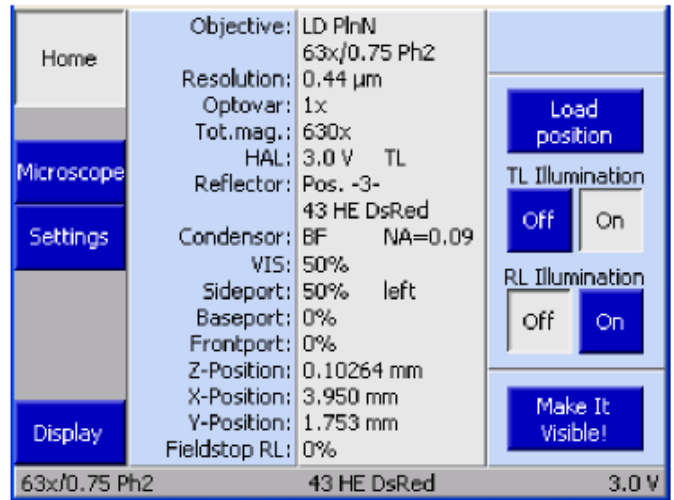 Home
Microscope
Settings
Display
Objective: LD PlnN
63x/0.75 Ph2
Resolution: 0.44 µm
Optovar: 1x
Tot.mag.: 630x
HAL: 3.0 V TL
Reflector: Pos. -3-
43 HE DsRed
Condensor: BF NA=0.09
VIS: 50%
Sideport: 50% left
Baseport: 0%
Frontport: 0%
Z-Position: 0.10264 mm
X-Position: 3.950 mm
Y-Position: 1.753 mm
Fieldstop RL: 0%
Load
position
TL Illumination
Off On
RL Illumination
Off On
Make It
Visible!
63x/0.75 Ph2 43 HE DsRed 3.0 V